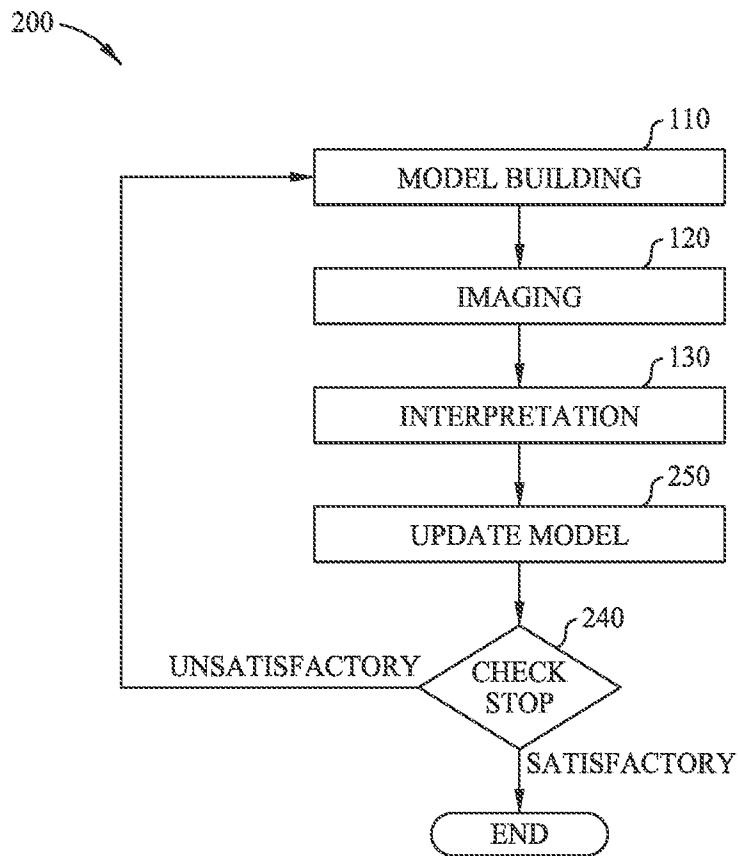 200
110
MODEL BUILDING
120
IMAGING
130
INTERPRETATION
250
UPDATE MODEL
240
UNSATISFACTORY
CHECK
STOP
SATISFACTORY
END